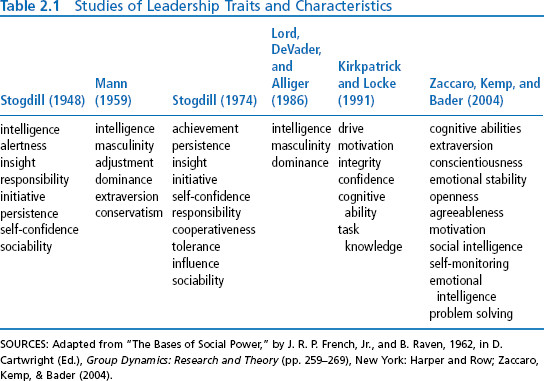 Table 2.1 Studies of Leadership Traits and Characteristics
Lord,
DeVader,
and
Mann
Alliger
Kirkpatrick
and Locke
Zaccaro, Kemp, and
Stogdill (1948)
(1959)
Stogdill (1974)
(1986)
(1991)
Bader (2004)
intelligence
alertness
insight
responsibility
initiative
persistence
self-confidence
sociability
intelligence
masculinity
adjustment
dominance
extraversion
conservatism
achievement
persistence
insight
initiative
self-confidence
responsibility
cooperativeness
tolerance
influence
sociability
intelligence
masculinity
dominance
drive
motivation
integrity
confidence
cognitive
ability
task
knowledge
cognitive abilities
extraversion
conscientiousness
emotional stability
openness
agreeableness
motivation
social intelligence
self-monitoring
emotional
intelligence
problem solving
SOURCES: Adapted from "The Bases of Social Power," by J. R. P. French, Jr., and B. Raven, 1962, in D.
Cartwright (Ed.), Group Dynamics: Research and Theory (pp. 259–269), New York: Harper and Row; Zaccaro,
Kemp, & Bader (2004).